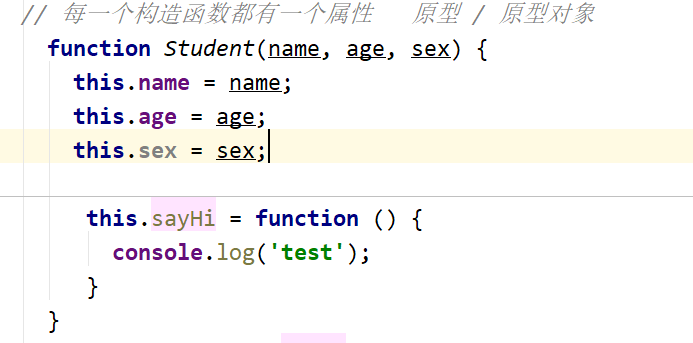 // 每一个构造函数都有一个属性   原型 / 原型对象
function Student(name, age, sex) {
this.name = name;
this.age = age;
this.sex = sex;
this.sayHi = function () {
console.log('test');
}
}